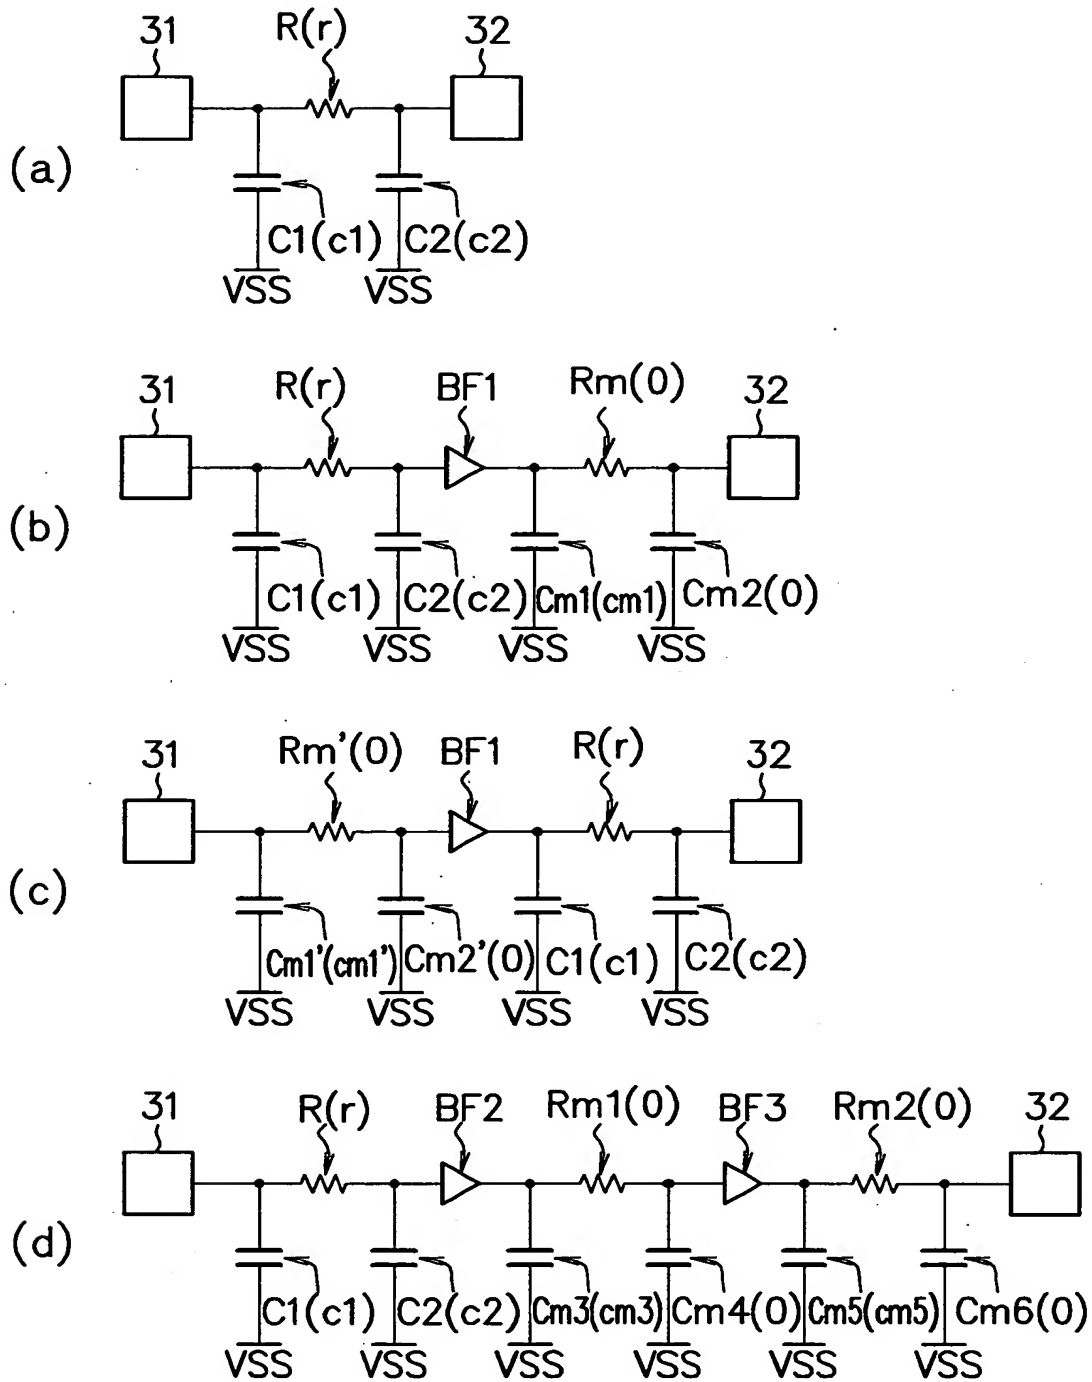 31 R(r) 32
(a)
C1(c1) C2(c2)
VSS VSS
31 R(r) BF1 Rm(0) 32
(b)
C1(c1) C2(c2) Cm1(cm1) Cm2(0)
VSS VSS VSS VSS
31 Rm'(0) BF1 R(r) 32
(c)
Cm1'(cm1') Cm2'(0) C1(c1) C2(c2)
VSS VSS VSS VSS
31 R(r) BF2 Rm1(0) BF3 Rm2(0) 32
(d)
C1(c1) C2(c2) Cm3(cm3) Cm4(0) Cm5(cm5) Cm6(0)
VSS VSS VSS VSS VSS VSS